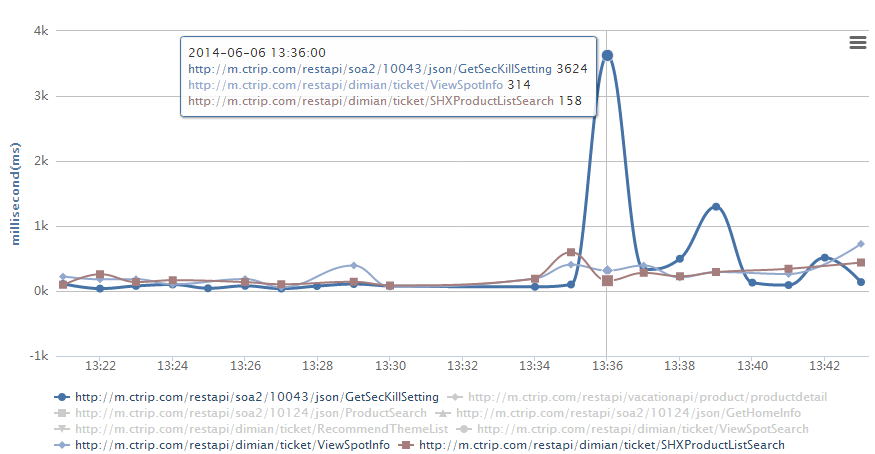 4k
2014-06-06 13:36:00
http://m.ctrip.com/restapi/soa2/10043/json/GetSecKillSetting 3624
http://m.ctrip.com/restapi/dimian/ticket/ViewSpotInfo 314
http://m.ctrip.com/restapi/dimian/ticket/SHXProductListSearch 158
3k
2k
1k
0k
-1k
millisecond(ms)
13:22 13:24 13:26 13:28 13:30 13:32 13:34 13:36 13:38 13:40 13:42
http://m.ctrip.com/restapi/soa2/10043/json/GetSecKillSetting http://m.ctrip.com/restapi/vacationapi/product/productdetail
http://m.ctrip.com/restapi/soa2/10124/json/ProductSearch http://m.ctrip.com/restapi/soa2/10124/json/GetHomeInfo
http://m.ctrip.com/restapi/dimian/ticket/RecommendThemeList http://m.ctrip.com/restapi/dimian/ticket/ViewSpotSearch
http://m.ctrip.com/restapi/dimian/ticket/ViewSpotInfo http://m.ctrip.com/restapi/dimian/ticket/SHXProductListSearch